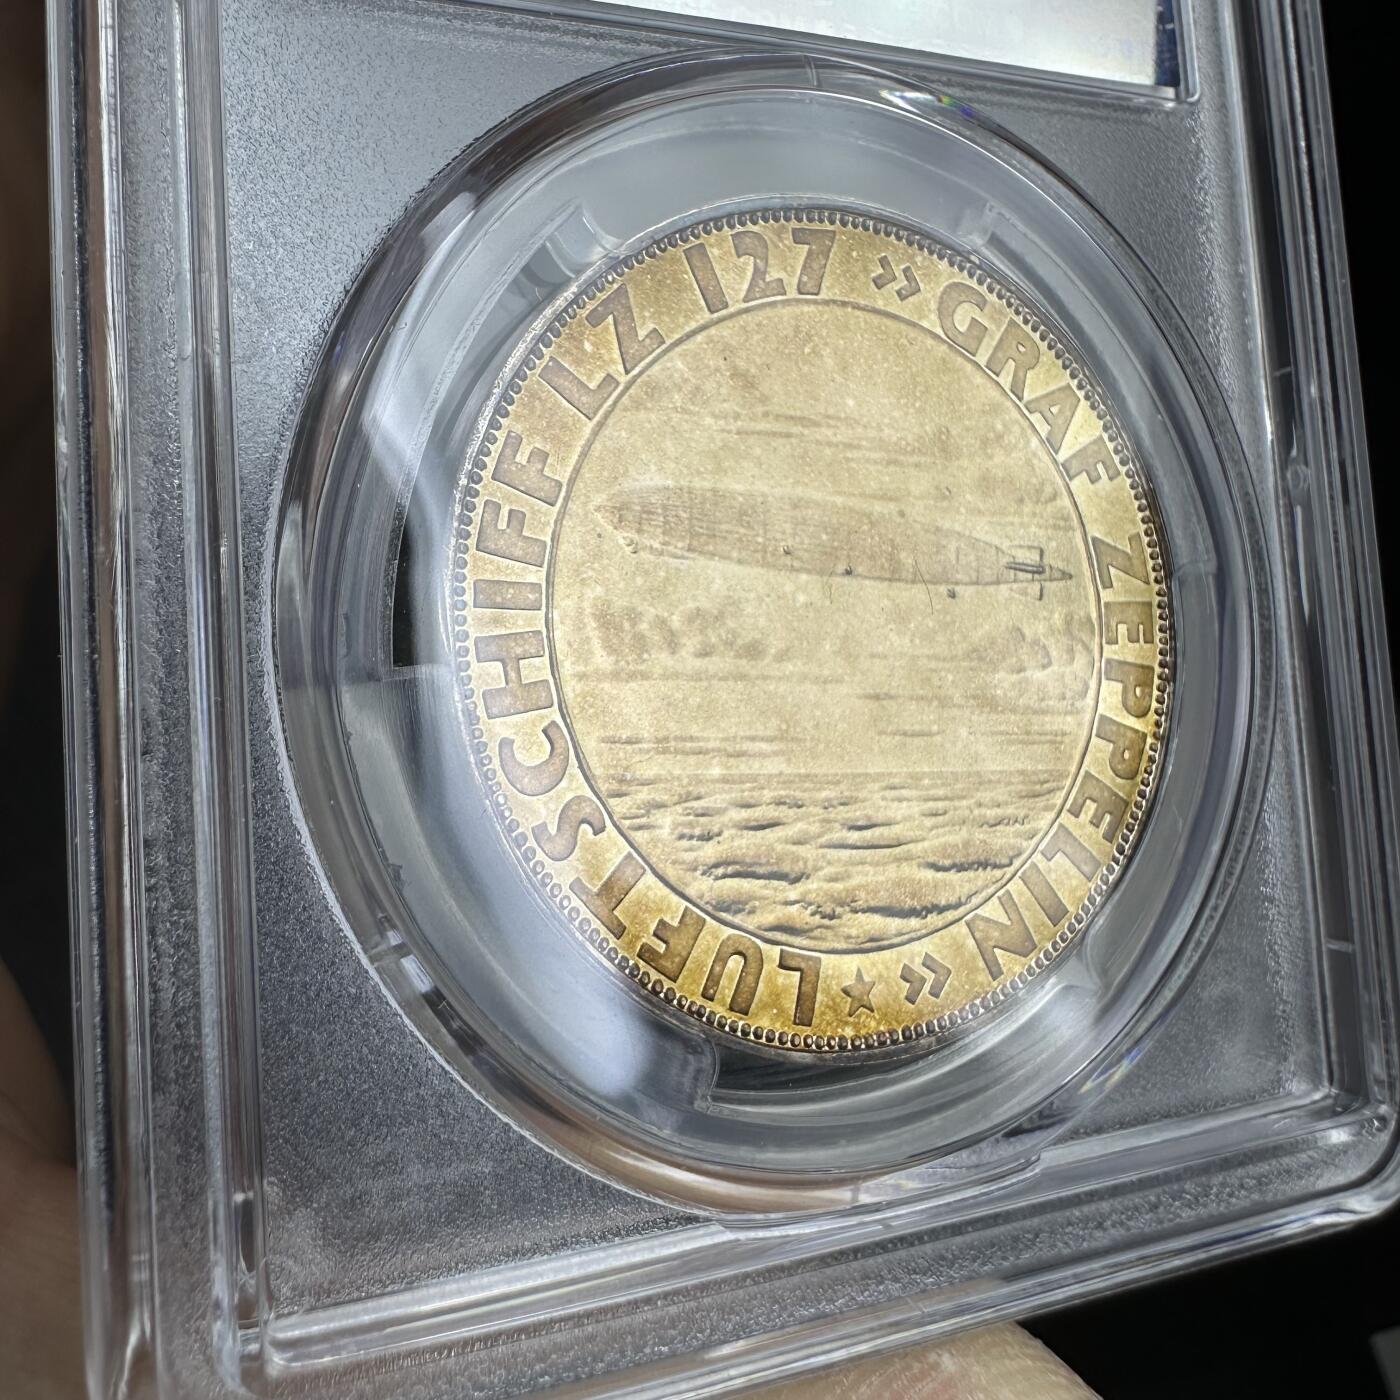 LUFTSCHIFF LZ 127 » GRAF ZEPPELIN « ★